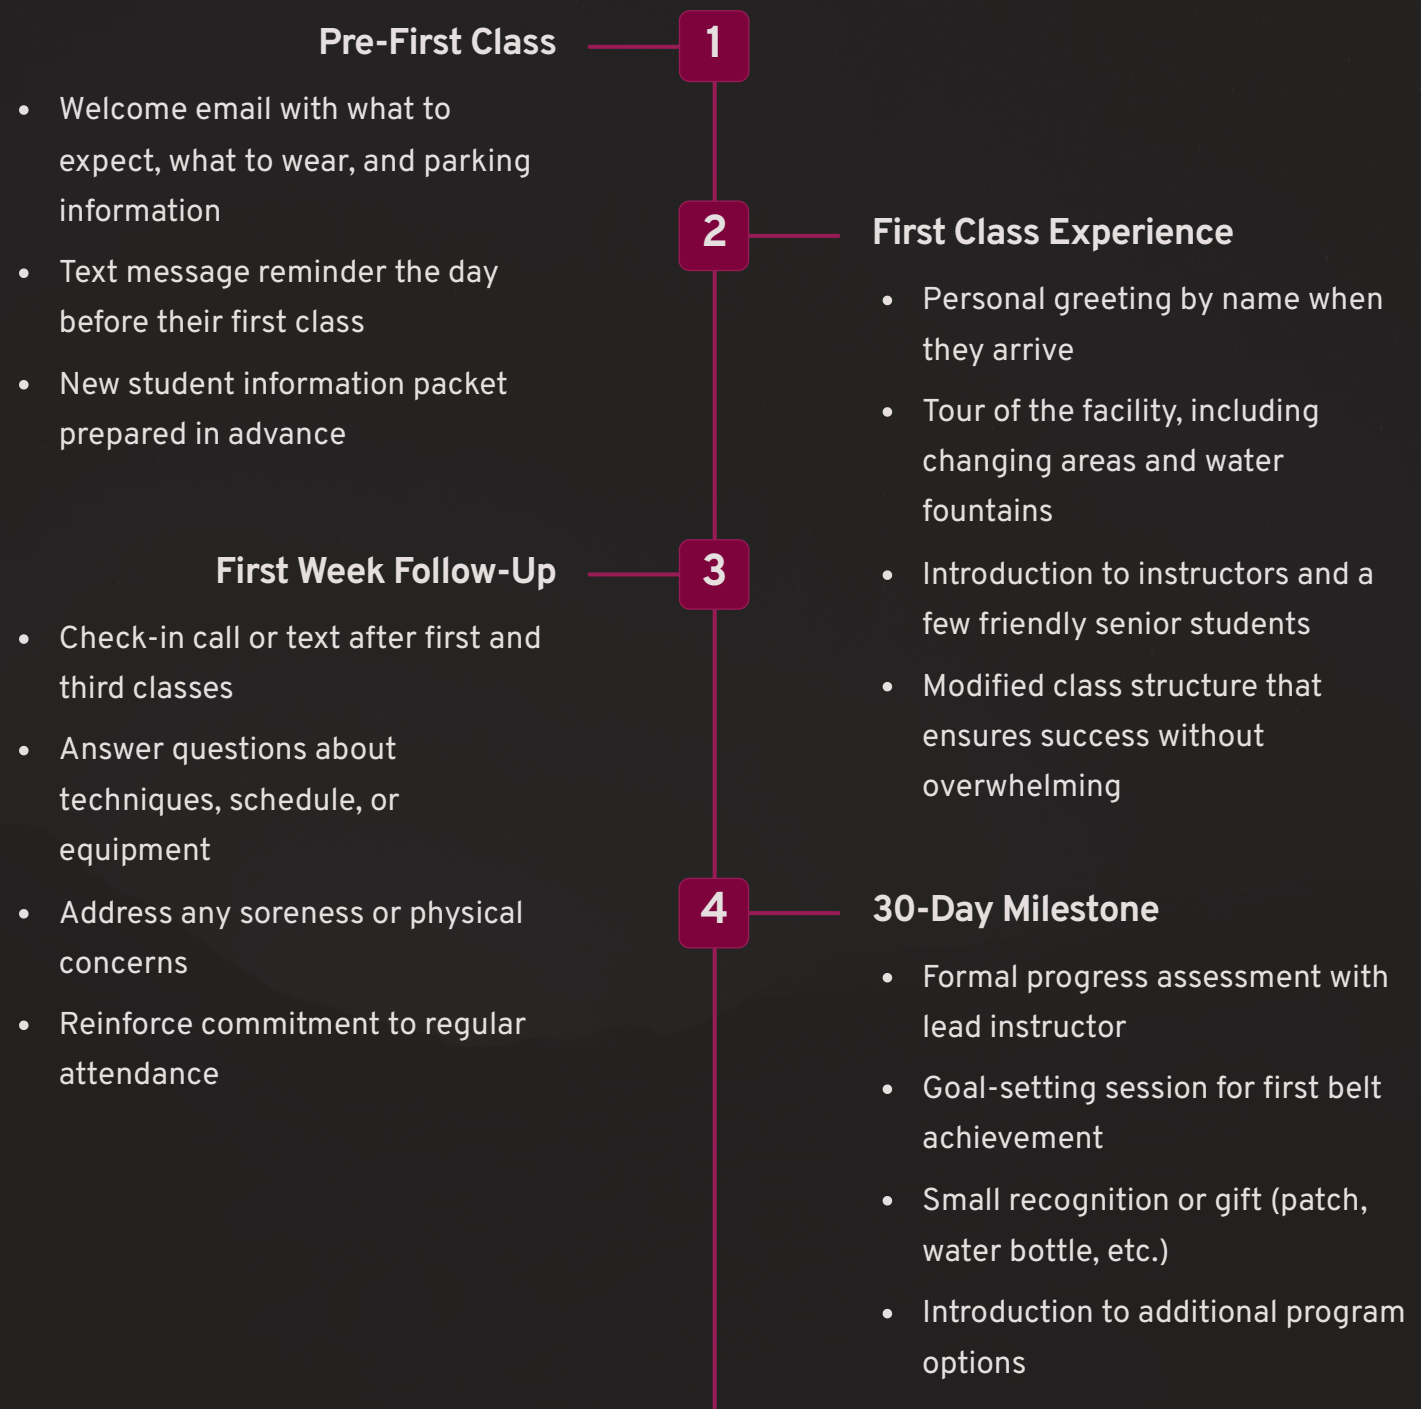 Pre-First Class
1
• Welcome email with what to
expect, what to wear, and parking
information
• Text message reminder the day
before their first class
• New student information packet
prepared in advance
2
First Class Experience
• Personal greeting by name when
they arrive
• Tour of the facility, including
changing areas and water
fountains
• Introduction to instructors and a
few friendly senior students
• Modified class structure that
ensures success without
overwhelming
First Week Follow-Up
3
• Check-in call or text after first and
third classes
• Answer questions about
techniques, schedule, or
equipment
• Address any soreness or physical
concerns
• Reinforce commitment to regular
attendance
4
30-Day Milestone
• Formal progress assessment with
lead instructor
• Goal-setting session for first belt
achievement
• Small recognition or gift (patch,
water bottle, etc.)
• Introduction to additional program
options